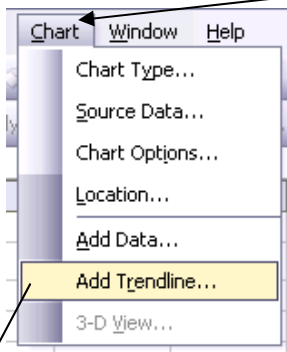 Chart Window Help
Chart Type...
Source Data...
Chart Options...
Location...
Add Data...
Add Trendline...
3-D View...